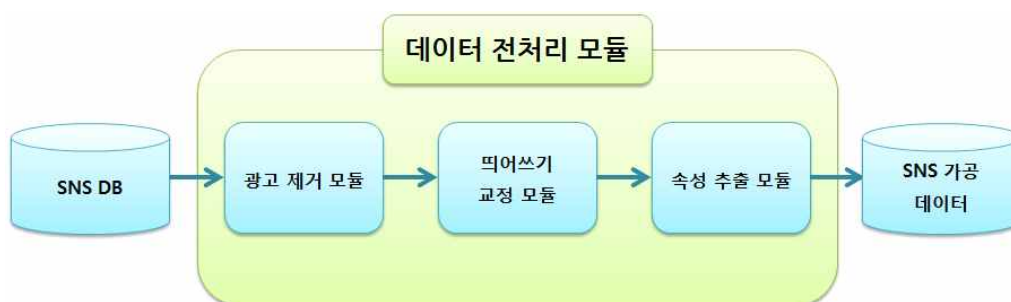 데이터 전처리 모듈
SNS DB
광고 제거 모듈
띄어쓰기
교정 모듈
속성 추출 모듈
SNS 가공
데이터